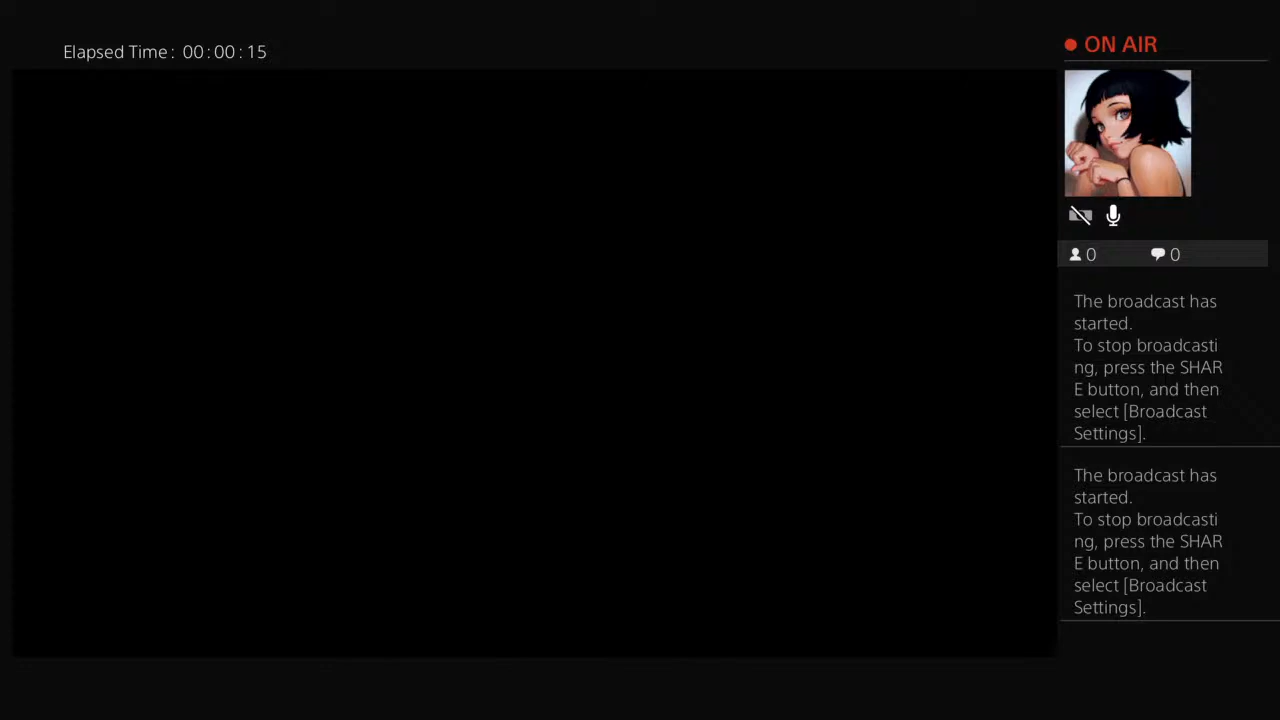 Elapsed Time: 00:00:15
ON AIR
0 0
The broadcast has
started.
To stop broadcasti
ng, press the SHAR
E button, and then
select [Broadcast
Settings].
The broadcast has
started.
To stop broadcasti
ng, press the SHAR
E button, and then
select [Broadcast
Settings].